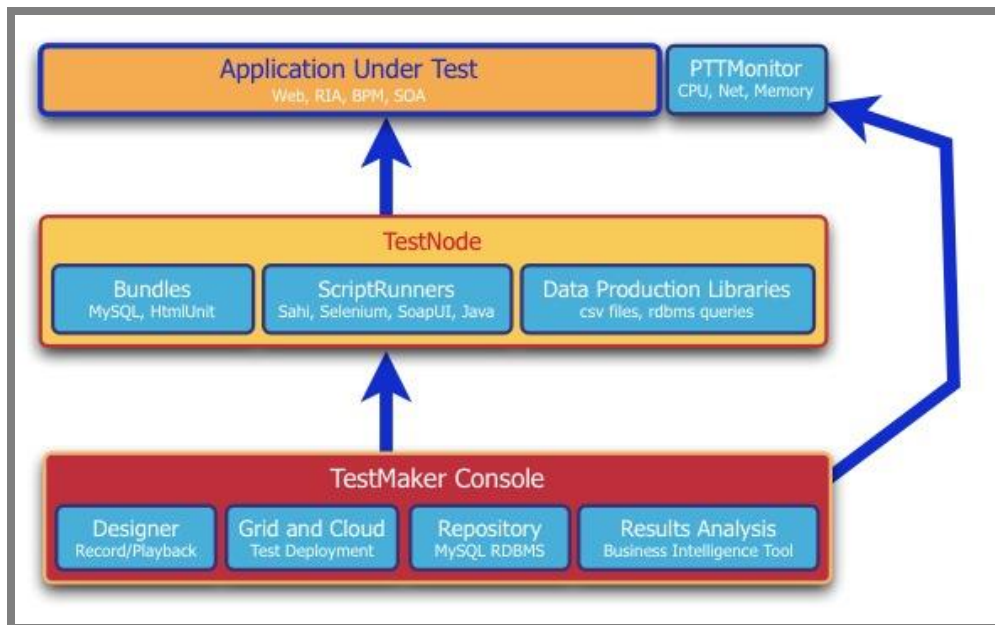 Application Under Test
Web, RIA, BPM, SOA
PTTMonitor
CPU, Net, Memory
TestNode
Bundles
MySQL, HtmlUnit
ScriptRunners
Sahi, Selenium, SoapUI, Java
Data Production Libraries
csv files, rdbms queries
TestMaker Console
Designer
Record/Playback
Grid and Cloud
Test Deployment
Repository
MySQL RDBMS
Results Analysis
Business Intelligence Tool